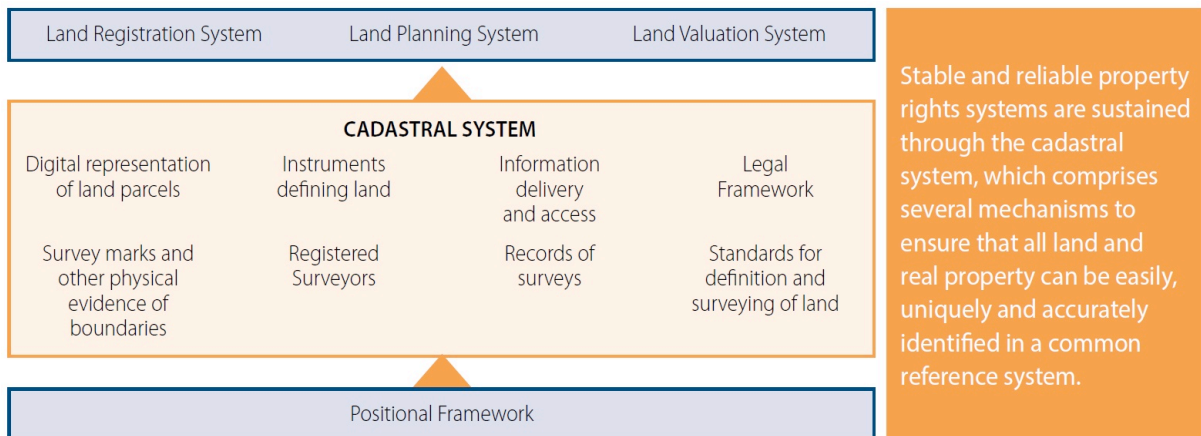 Land Registration System
Land Planning System
Land Valuation System
CADASTRAL SYSTEM
Digital representation
of land parcels
Instruments
defining land
Information
delivery
and access
Legal
Framework
Survey marks and
other physical
evidence of
boundaries
Registered
Surveyors
Records of
surveys
Standards for
definition and
surveying of land
Positional Framework
Stable and reliable property
rights systems are sustained
through the cadastral
system, which comprises
several mechanisms to
ensure that all land and
real property can be easily,
uniquely and accurately
identified in a common
reference system.